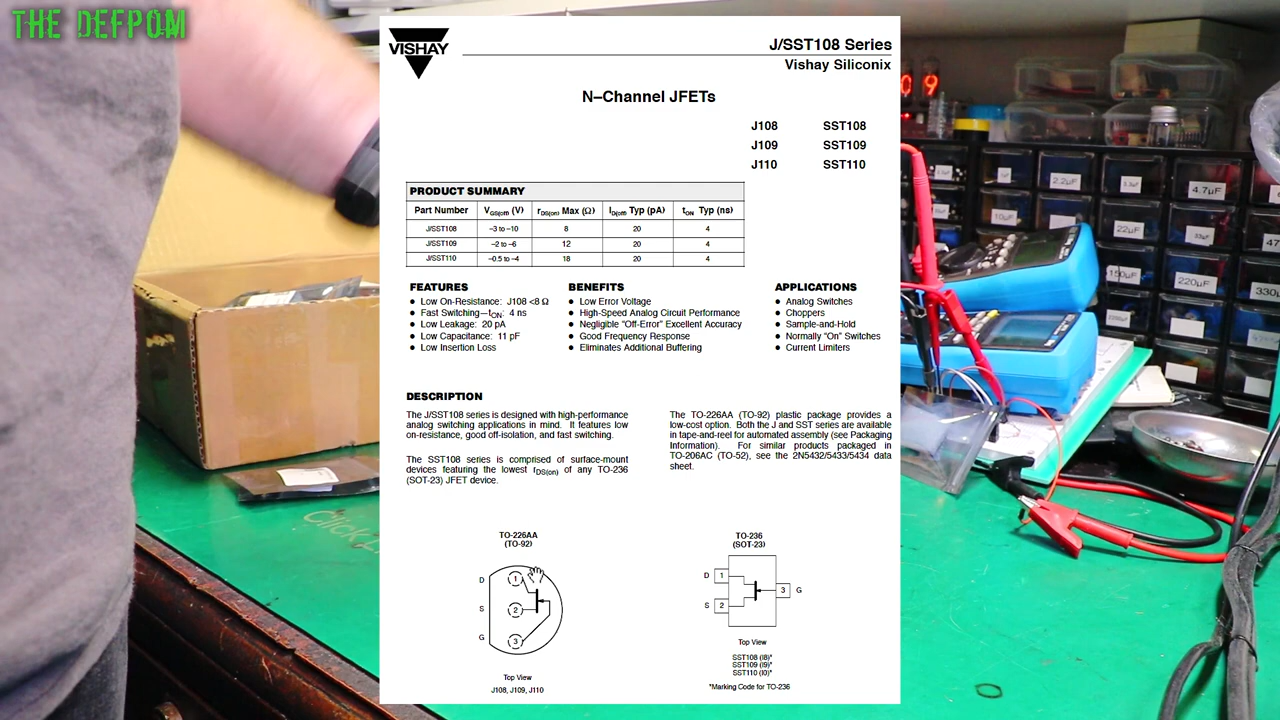 THE DEFPOM
VISHAY
J/SST108 Series
Vishay Siliconix
N–Channel JFETs
J108 SST108
J109 SST109
J110 SST110
PRODUCT SUMMARY
Part Number VGS(off) (V) rDS(on) Max (Ω) ID(off) Typ (pA) tON Typ (ns)
J/SST108 –3 to –10 8 20 4
J/SST109 –2 to –6 12 20 4
J/SST110 –0.5 to –4 18 20 4
FEATURES
● Low On-Resistance: J108 <8 Ω
● Fast Switching—tON: 4 ns
● Low Leakage: 20 pA
● Low Capacitance: 11 pF
● Low Insertion Loss
BENEFITS
● Low Error Voltage
● High-Speed Analog Circuit Performance
● Negligible "Off-Error" Excellent Accuracy
● Good Frequency Response
● Eliminates Additional Buffering
APPLICATIONS
● Analog Switches
● Choppers
● Sample-and-Hold
● Normally "On" Switches
● Current Limiters
DESCRIPTION
The J/SST108 series is designed with high-performance
analog switching applications in mind. It features low
on-resistance, good off-isolation, and fast switching.
The SST108 series is comprised of surface-mount
devices featuring the lowest rDS(on) of any TO-236
(SOT-23) JFET device.
The TO-226AA (TO-92) plastic package provides a
low-cost option. Both the J and SST series are available
in tape-and-reel for automated assembly (see Packaging
Information). For similar products packaged in
TO-206AC (TO-52), see the 2N5432/5433/5434 data
sheet.
TO-226AA
(TO-92)
D 1
S 2
G 3
Top View
J108, J109, J110
TO-236
(SOT-23)
D 1
3 G
S 2
Top View
SST108 (I8)*
SST109 (I9)*
SST110 (I0)*
*Marking Code for TO-236
09
2.2µF
3.3µF
4.7µF
10µF
22µF
33µF
47
150µF
220µF
330µ